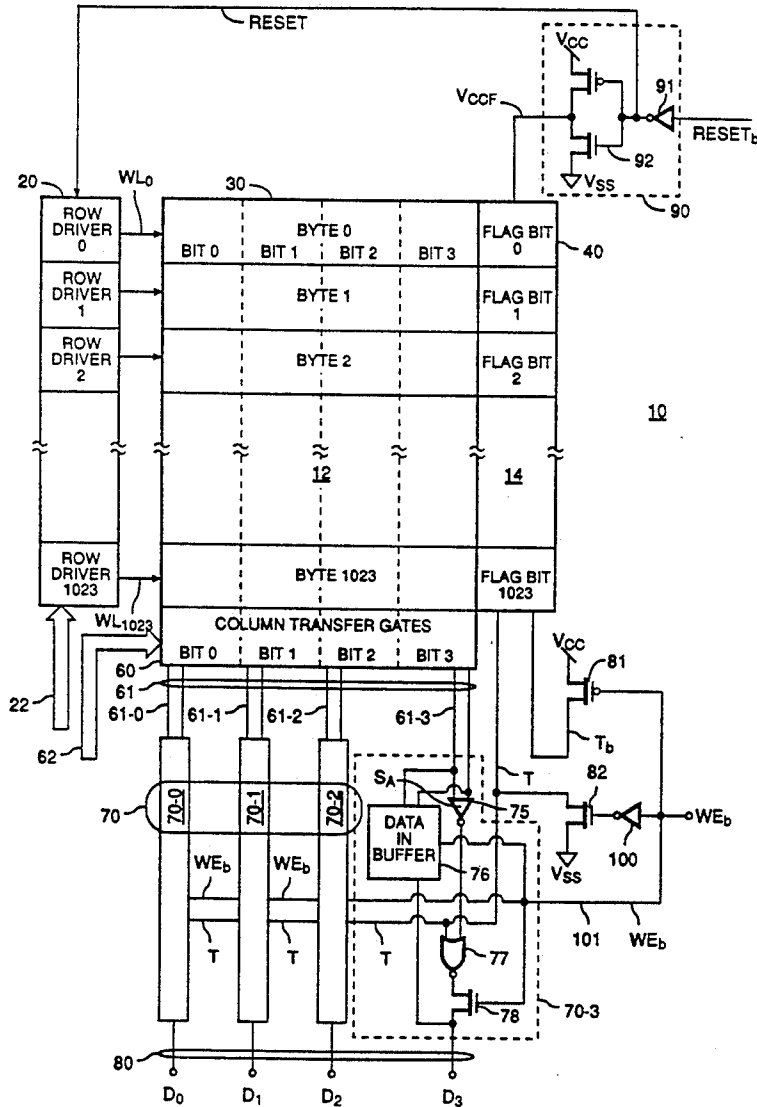 RESET
VCC
91
VCCF
RESETb
92
VSS
90
20
WL0
30
ROW DRIVER 0
BYTE 0
FLAG BIT 0
40
BIT 0
BIT 1
BIT 2
BIT 3
ROW DRIVER 1
BYTE 1
FLAG BIT 1
ROW DRIVER 2
BYTE 2
FLAG BIT 2
10
12
14
ROW DRIVER 1023
BYTE 1023
FLAG BIT 1023
WL1023
COLUMN TRANSFER GATES
BIT 0
BIT 1
BIT 2
BIT 3
60
VCC
81
61
22
62
61-0
61-1
61-2
61-3
Tb
T
82
SA
75
70
70-0
70-1
70-2
DATA IN BUFFER
76
100
WEb
VSS
WEb
WEb
101
WEb
T
T
T
77
78
70-3
80
D0
D1
D2
D3